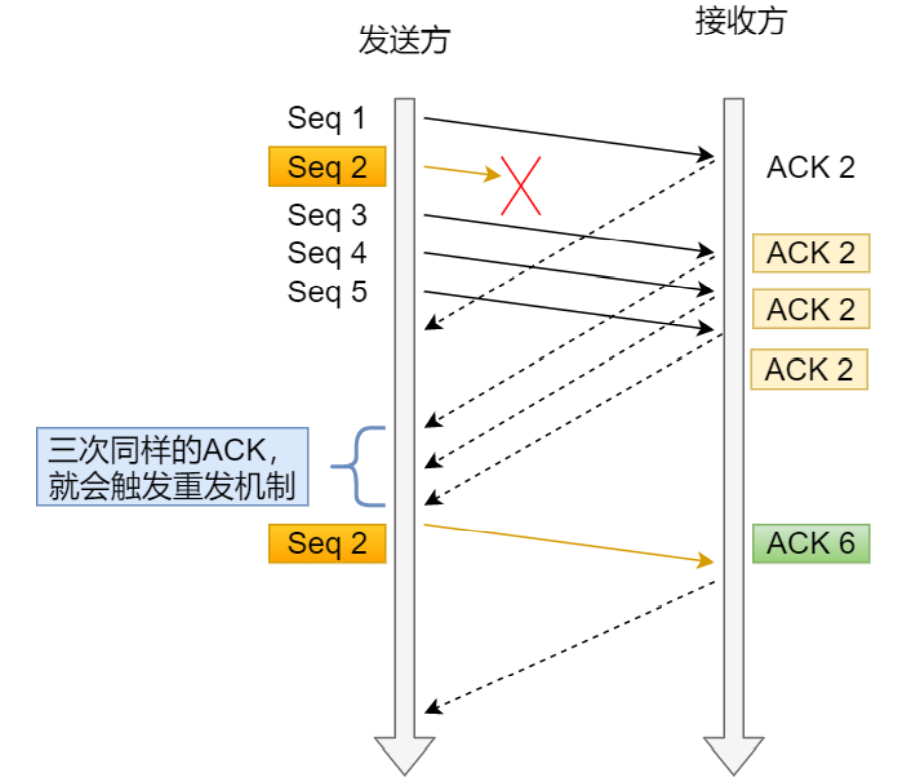 发送方
接收方
Seq 1
Seq 2
ACK 2
Seq 3
Seq 4
ACK 2
Seq 5
ACK 2
ACK 2
三次同样的ACK，
就会触发重发机制
Seq 2
ACK 6